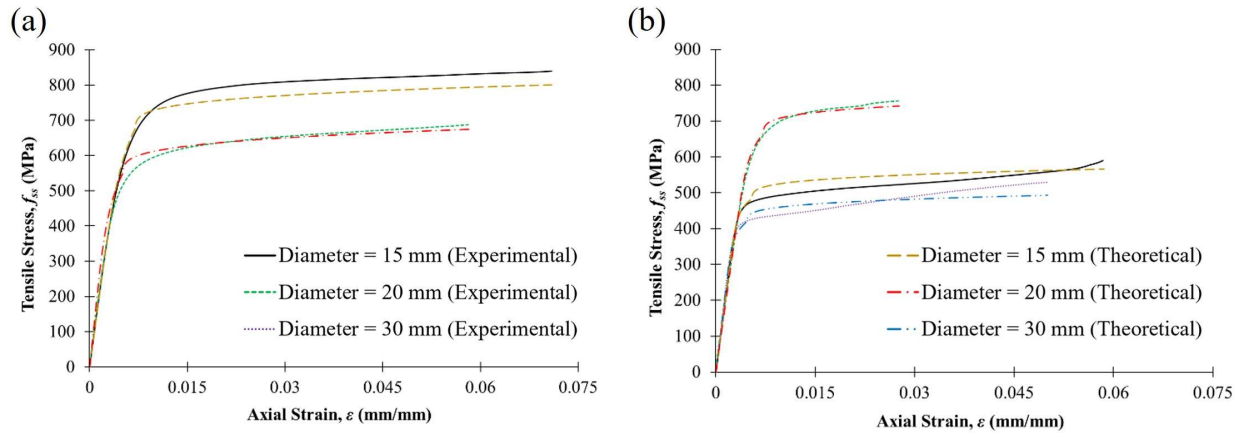 (a)
900
800
700
600
500
400
300
200
100
0
Tensile Stress, fss (MPa)
0 0.015 0.03 0.045 0.06 0.075
Axial Strain, ε (mm/mm)
Diameter = 15 mm (Experimental)
Diameter = 20 mm (Experimental)
Diameter = 30 mm (Experimental)
(b)
900
800
700
600
500
400
300
200
100
0
Tensile Stress, fss (MPa)
0 0.015 0.03 0.045 0.06 0.075
Axial Strain, ε (mm/mm)
Diameter = 15 mm (Theoretical)
Diameter = 20 mm (Theoretical)
Diameter = 30 mm (Theoretical)